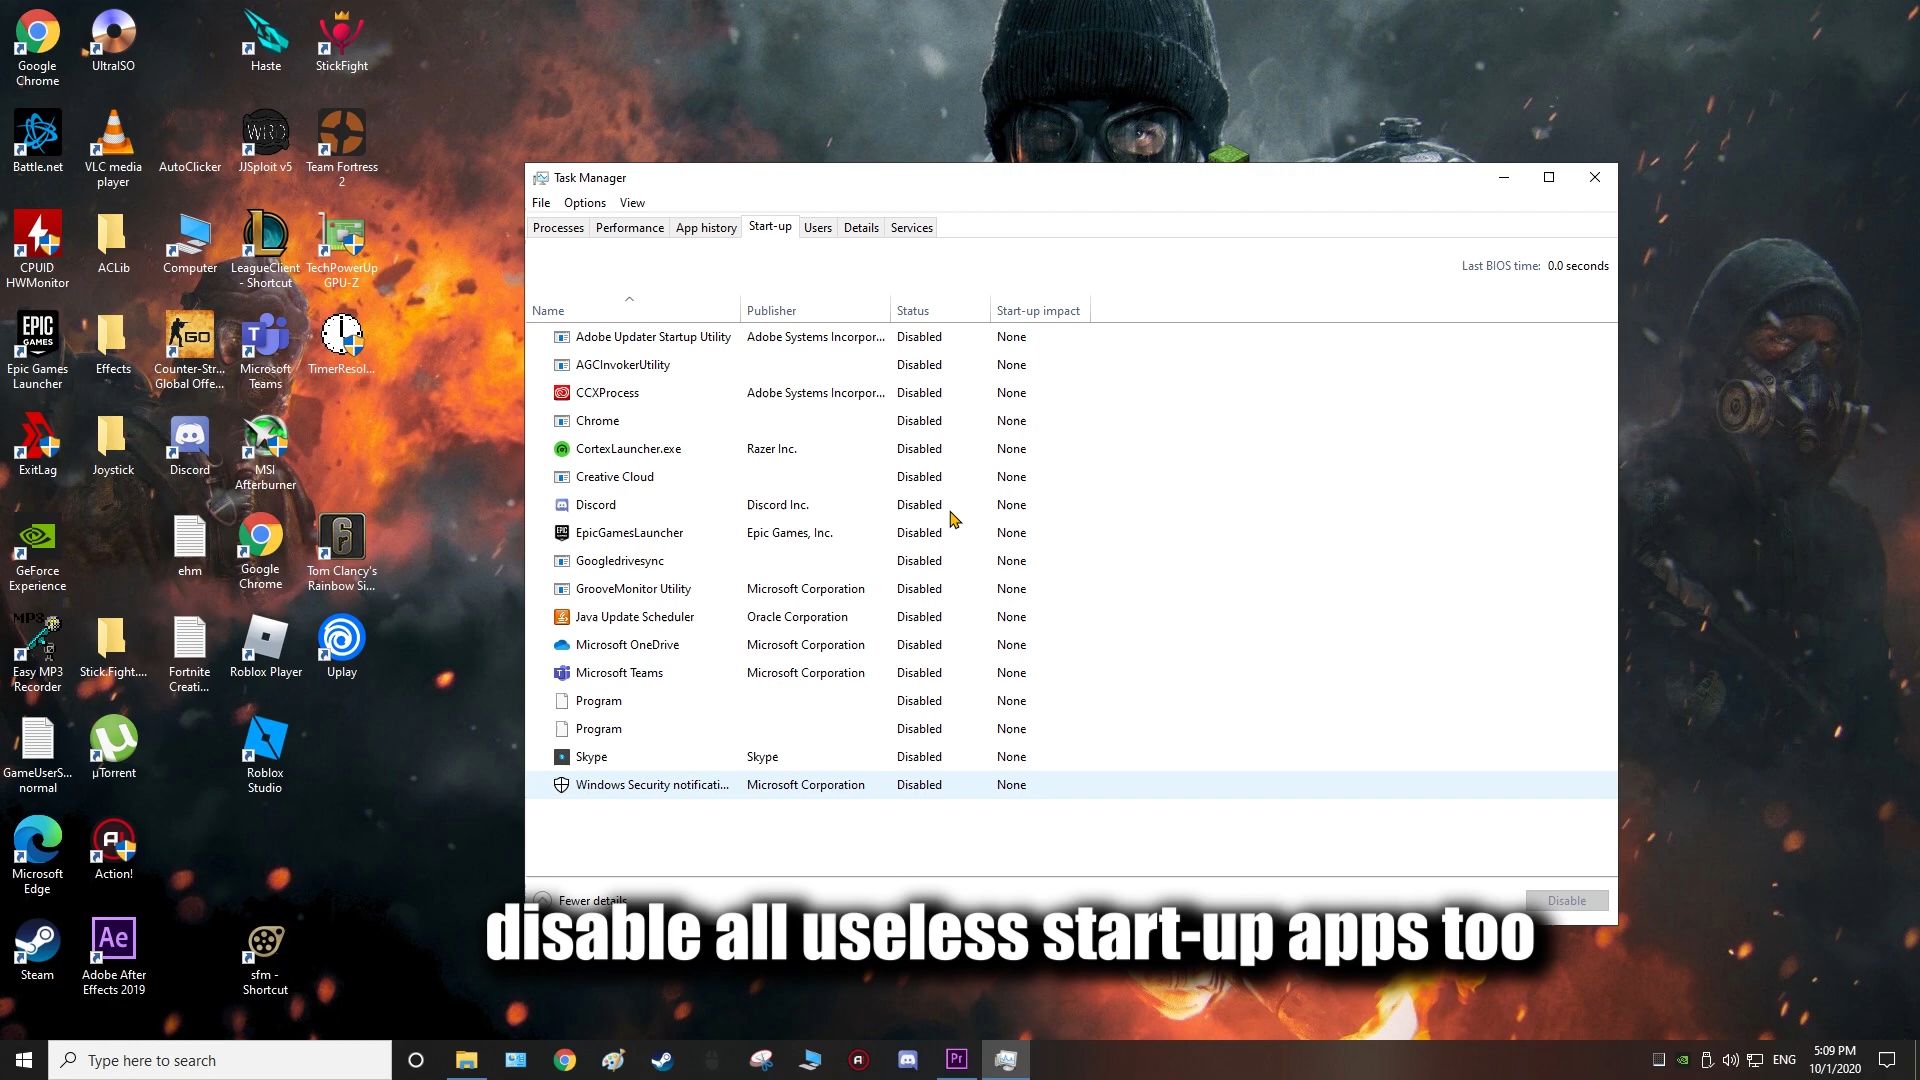 Google
Chrome
UltraISO
Haste
StickFight
Battle.net
VLC media
player
AutoClicker
WRD
JJSploit v5
Team Fortress
2
CPUID
HWMonitor
ACLib
Computer
LeagueClient
- Shortcut
TechPowerUp
GPU-Z
EPIC
GAMES
Epic Games
Launcher
Effects
GO
Counter-Str...
Global Offe...
Microsoft
Teams
TimerResol...
ExitLag
Joystick
Discord
MSI
Afterburner
GeForce
Experience
ehm
Google
Chrome
6
Tom Clancy's
Rainbow Si...
MP3
Easy MP3
Recorder
Stick.Fight....
Fortnite
Creati...
Roblox Player
Uplay
GameUserS...
normal
µTorrent
Roblox
Studio
Microsoft
Edge
Action!
Steam
Ae
Adobe After
Effects 2019
sfm -
Shortcut
Task Manager
File Options View
Processes Performance App history Start-up Users Details Services
Last BIOS time: 0.0 seconds
Name Publisher Status Start-up impact
Adobe Updater Startup Utility Adobe Systems Incorpor... Disabled None
AGCInvokerUtility Disabled None
CCXProcess Adobe Systems Incorpor... Disabled None
Chrome Disabled None
CortexLauncher.exe Razer Inc. Disabled None
Creative Cloud Disabled None
Discord Discord Inc. Disabled None
EpicGamesLauncher Epic Games, Inc. Disabled None
Googledrivesync Disabled None
GrooveMonitor Utility Microsoft Corporation Disabled None
Java Update Scheduler Oracle Corporation Disabled None
Microsoft OneDrive Microsoft Corporation Disabled None
Microsoft Teams Microsoft Corporation Disabled None
Program Disabled None
Program Disabled None
Skype Skype Disabled None
Windows Security notificati... Microsoft Corporation Disabled None
Fewer details Disable
disable all useless start-up apps too
Type here to search
Pr
ENG
5:09 PM
10/1/2020